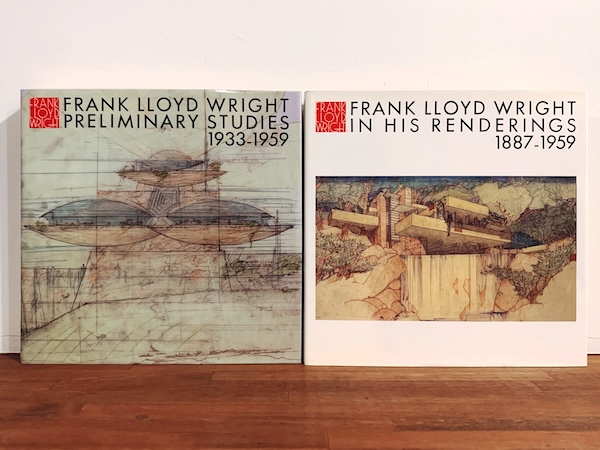 FRANK
LLOYD
WRIGHT
FRANK LLOYD WRIGHT
PRELIMINARY STUDIES
1933-1959
FRANK
LLOYD
WRIGHT
FRANK LLOYD WRIGHT
IN HIS RENDERINGS
1887-1959